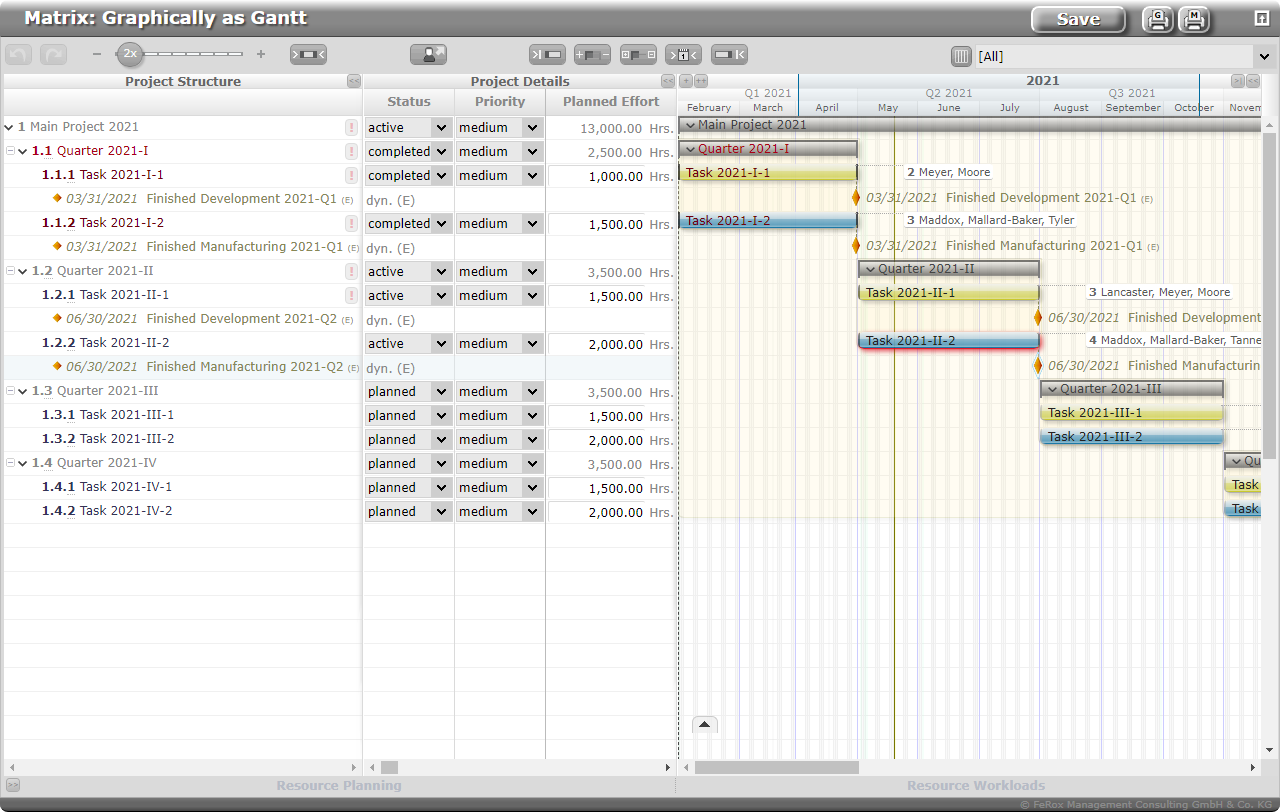 Matrix: Graphically as Gantt
Save
G
M
2x
[All]
Project Structure
Project Details
2021
Q1 2021 Q2 2021 Q3 2021
Status Priority Planned Effort
February March April May June July August September October Novem
1 Main Project 2021 ! active medium 13,000.00 Hrs. Main Project 2021
1.1 Quarter 2021-I ! completed medium 2,500.00 Hrs. Quarter 2021-I
1.1.1 Task 2021-I-1 ! completed medium 1,000.00 Hrs. Task 2021-I-1 2 Meyer, Moore
03/31/2021 Finished Development 2021-Q1 (E) dyn. (E) 03/31/2021 Finished Development 2021-Q1 (E)
1.1.2 Task 2021-I-2 ! completed medium 1,500.00 Hrs. Task 2021-I-2 3 Maddox, Mallard-Baker, Tyler
03/31/2021 Finished Manufacturing 2021-Q1 (E) dyn. (E) 03/31/2021 Finished Manufacturing 2021-Q1 (E)
1.2 Quarter 2021-II ! active medium 3,500.00 Hrs. Quarter 2021-II
1.2.1 Task 2021-II-1 ! active medium 1,500.00 Hrs. Task 2021-II-1 3 Lancaster, Meyer, Moore
06/30/2021 Finished Development 2021-Q2 (E) dyn. (E) 06/30/2021 Finished Development
1.2.2 Task 2021-II-2 active medium 2,000.00 Hrs. Task 2021-II-2 4 Maddox, Mallard-Baker, Tanne
06/30/2021 Finished Manufacturing 2021-Q2 (E) dyn. (E) 06/30/2021 Finished Manufacturin
1.3 Quarter 2021-III planned medium 3,500.00 Hrs. Quarter 2021-III
1.3.1 Task 2021-III-1 planned medium 1,500.00 Hrs. Task 2021-III-1
1.3.2 Task 2021-III-2 planned medium 2,000.00 Hrs. Task 2021-III-2
1.4 Quarter 2021-IV planned medium 3,500.00 Hrs. Qu
1.4.1 Task 2021-IV-1 planned medium 1,500.00 Hrs. Task
1.4.2 Task 2021-IV-2 planned medium 2,000.00 Hrs. Task
Resource Planning
Resource Workloads
© FeRox Management Consulting GmbH & Co. KG